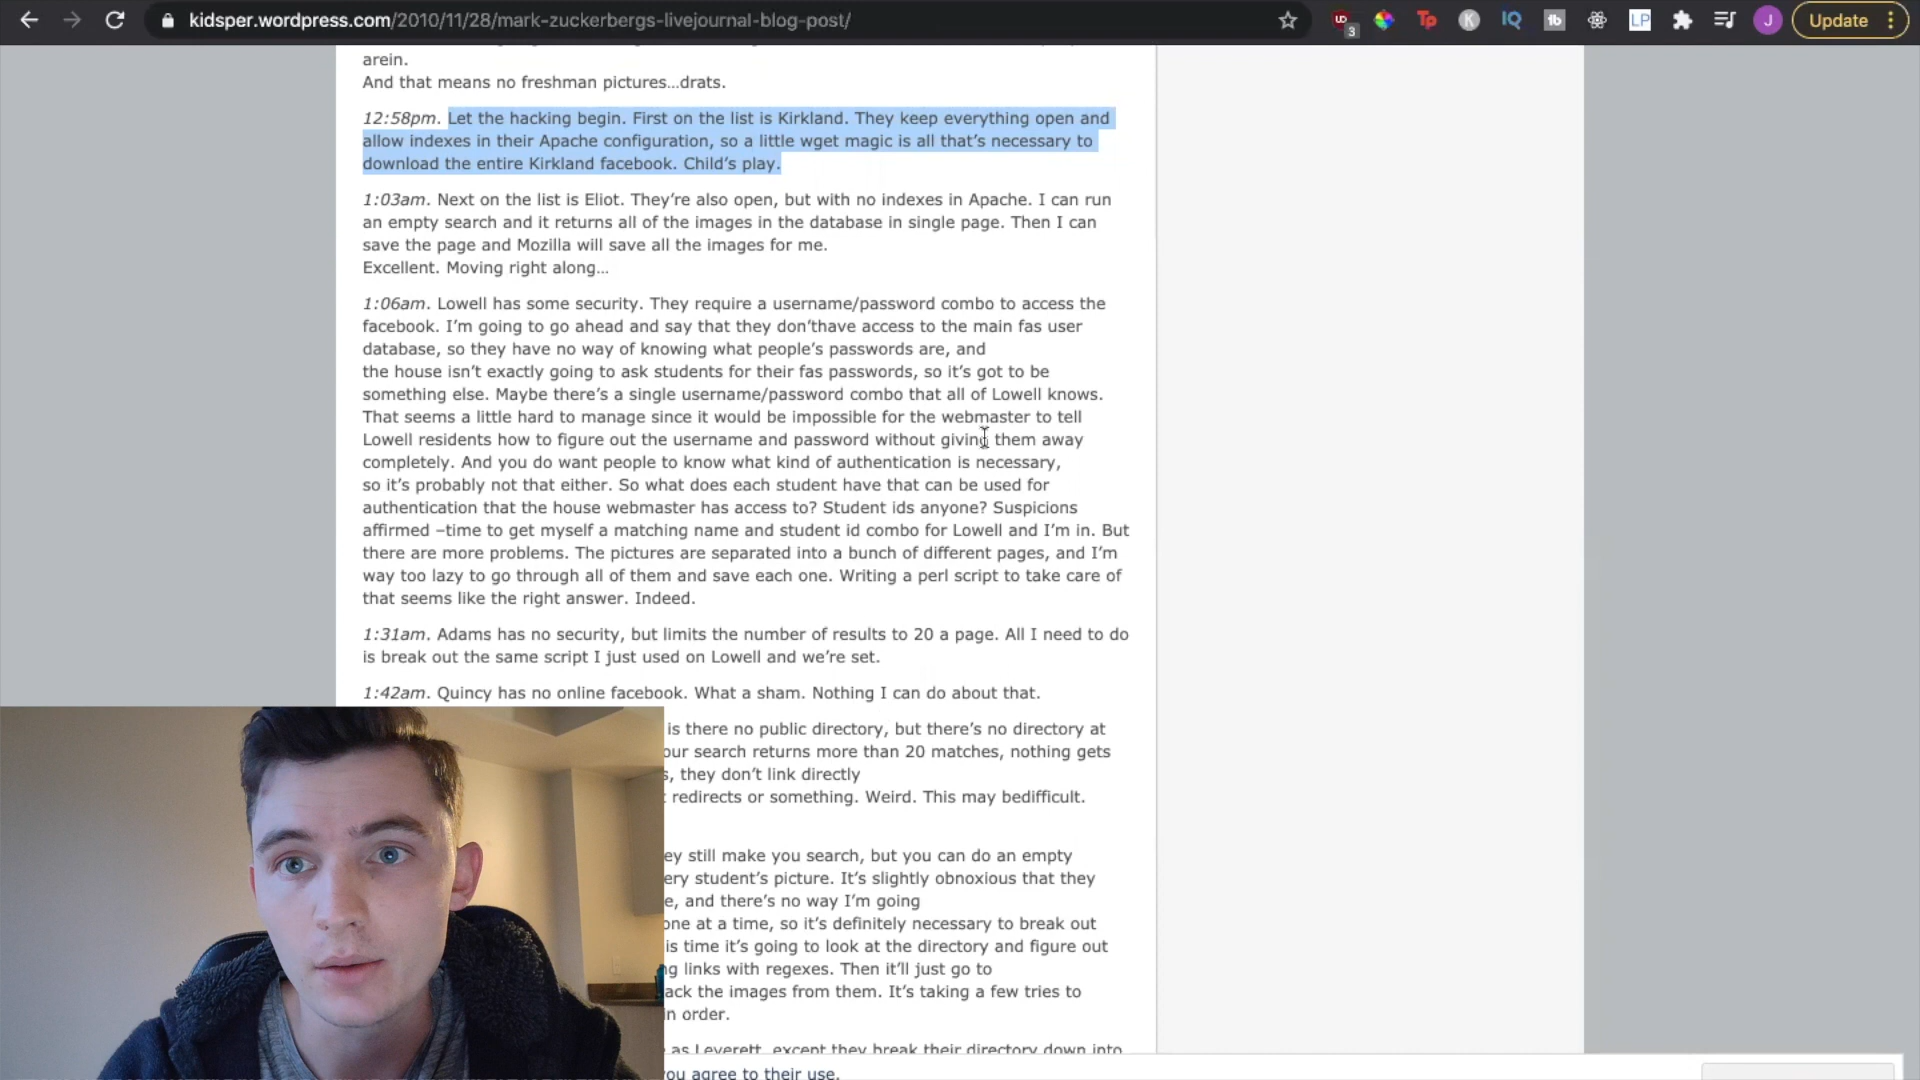 kidsper.wordpress.com/2010/11/28/mark-zuckerbergs-livejournal-blog-post/
UD
3
Tp
K
IQ
tb
LP
J
Update
arein.
And that means no freshman pictures…drats.
12:58pm. Let the hacking begin. First on the list is Kirkland. They keep everything open and
allow indexes in their Apache configuration, so a little wget magic is all that’s necessary to
download the entire Kirkland facebook. Child’s play.
1:03am. Next on the list is Eliot. They’re also open, but with no indexes in Apache. I can run
an empty search and it returns all of the images in the database in single page. Then I can
save the page and Mozilla will save all the images for me.
Excellent. Moving right along…
1:06am. Lowell has some security. They require a username/password combo to access the
facebook. I’m going to go ahead and say that they don’thave access to the main fas user
database, so they have no way of knowing what people’s passwords are, and
the house isn’t exactly going to ask students for their fas passwords, so it’s got to be
something else. Maybe there’s a single username/password combo that all of Lowell knows.
That seems a little hard to manage since it would be impossible for the webmaster to tell
Lowell residents how to figure out the username and password without giving them away
completely. And you do want people to know what kind of authentication is necessary,
so it’s probably not that either. So what does each student have that can be used for
authentication that the house webmaster has access to? Student ids anyone? Suspicions
affirmed –time to get myself a matching name and student id combo for Lowell and I’m in. But
there are more problems. The pictures are separated into a bunch of different pages, and I’m
way too lazy to go through all of them and save each one. Writing a perl script to take care of
that seems like the right answer. Indeed.
1:31am. Adams has no security, but limits the number of results to 20 a page. All I need to do
is break out the same script I just used on Lowell and we’re set.
1:42am. Quincy has no online facebook. What a sham. Nothing I can do about that.
is there no public directory, but there’s no directory at
our search returns more than 20 matches, nothing gets
s, they don’t link directly
redirects or something. Weird. This may bedifficult.
ey still make you search, but you can do an empty
ery student’s picture. It’s slightly obnoxious that they
e, and there’s no way I’m going
one at a time, so it’s definitely necessary to break out
is time it’s going to look at the directory and figure out
ng links with regexes. Then it’ll just go to
ack the images from them. It’s taking a few tries to
n order.
as Leverett, except they break their directory down into
you agree to their use.